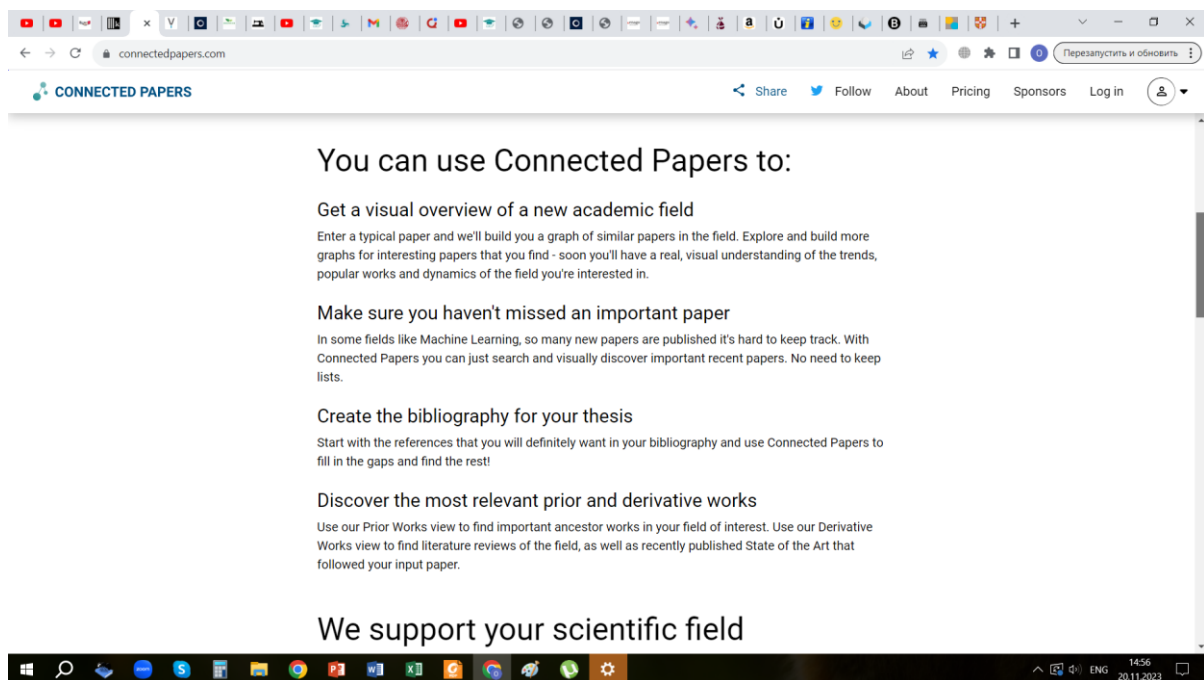 connectedpapers.com
Перезапустить и обновить
CONNECTED PAPERS
Share
Follow
About
Pricing
Sponsors
Log in
You can use Connected Papers to:
Get a visual overview of a new academic field
Enter a typical paper and we'll build you a graph of similar papers in the field. Explore and build more
graphs for interesting papers that you find - soon you'll have a real, visual understanding of the trends,
popular works and dynamics of the field you're interested in.
Make sure you haven't missed an important paper
In some fields like Machine Learning, so many new papers are published it's hard to keep track. With
Connected Papers you can just search and visually discover important recent papers. No need to keep
lists.
Create the bibliography for your thesis
Start with the references that you will definitely want in your bibliography and use Connected Papers to
fill in the gaps and find the rest!
Discover the most relevant prior and derivative works
Use our Prior Works view to find important ancestor works in your field of interest. Use our Derivative
Works view to find literature reviews of the field, as well as recently published State of the Art that
followed your input paper.
We support your scientific field
ENG
14:56
20.11.2023